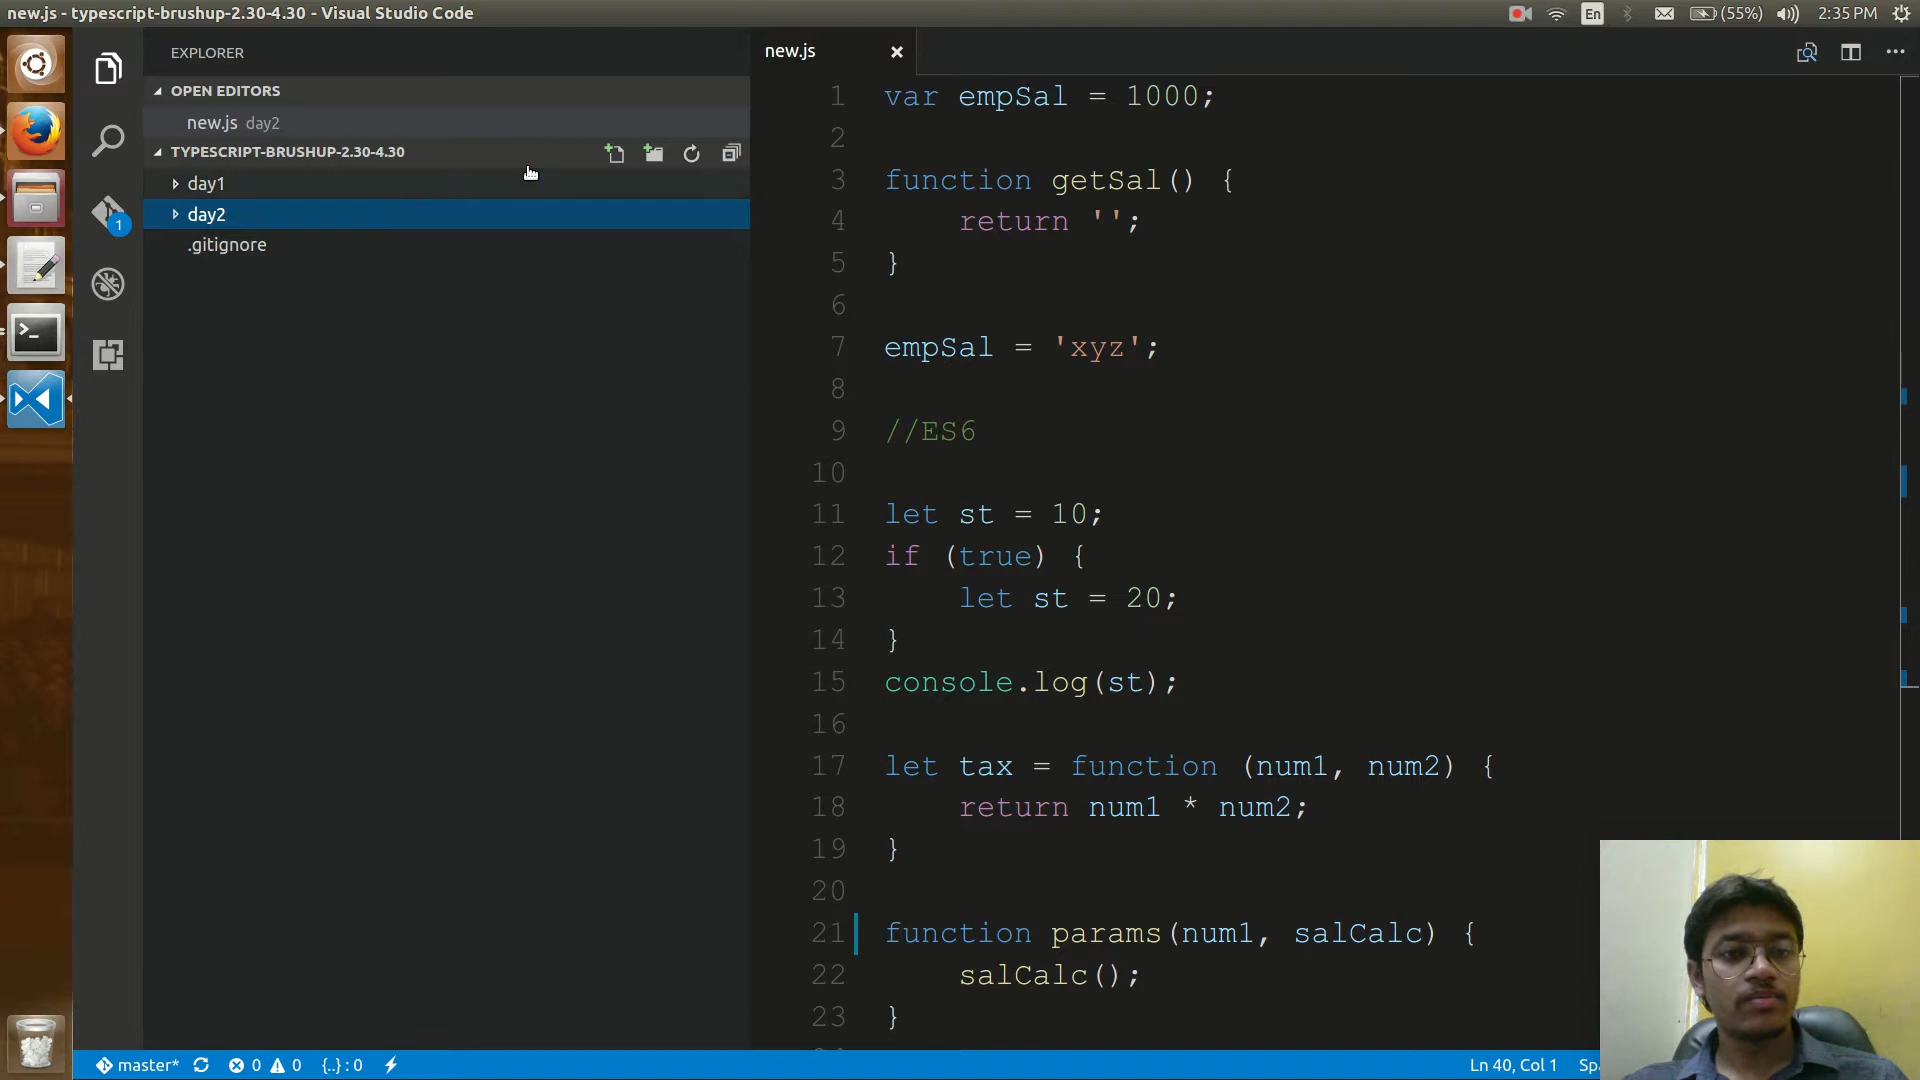 new.js - typescript-brushup-2.30-4.30 - Visual Studio Code
En
(55%)
2:35 PM
EXPLORER
OPEN EDITORS
new.js day2
TYPESCRIPT-BRUSHUP-2.30-4.30
day1
day2
.gitignore
1
new.js
1 var empSal = 1000;
2
3 function getSal() {
4 return '';
5 }
6
7 empSal = 'xyz';
8
9 //ES6
10
11 let st = 10;
12 if (true) {
13 let st = 20;
14 }
15 console.log(st);
16
17 let tax = function (num1, num2) {
18 return num1 * num2;
19 }
20
21 function params(num1, salCalc) {
22 salCalc();
23 }
master* 0 0 {..} : 0 Ln 40, Col 1